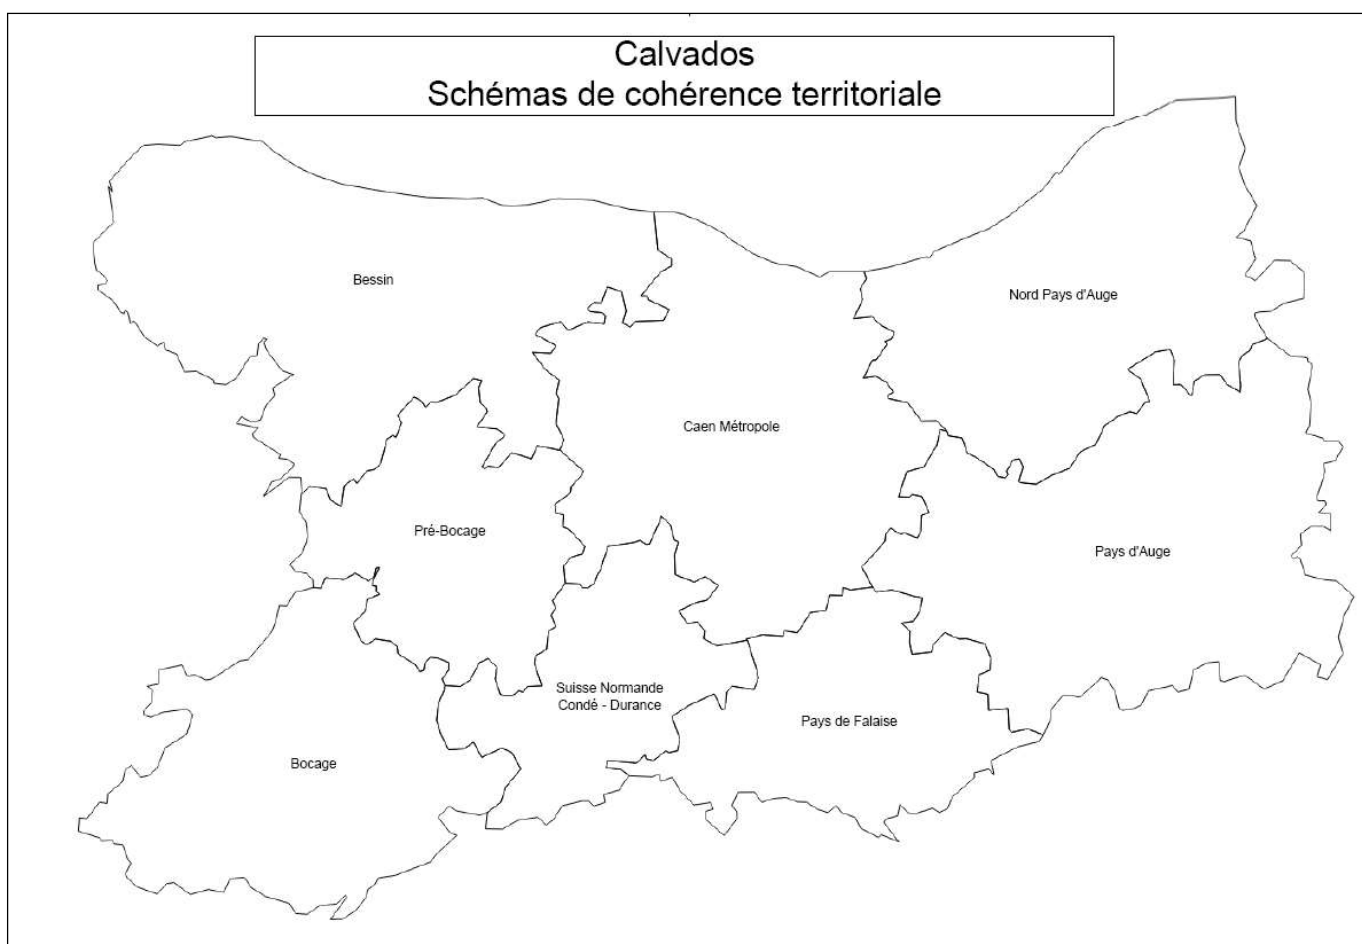 Calvados
Schémas de cohérence territoriale
Bessin
Nord Pays d'Auge
Caen Métropole
Pré-Bocage
Pays d'Auge
Suisse Normande
Condé - Durance
Pays de Falaise
Bocage